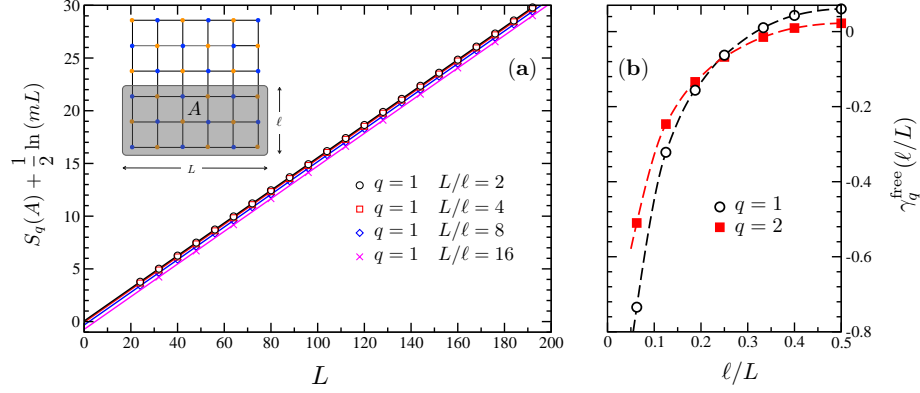 S_q(A) + 1/2 ln(mL)
30
25
20
15
10
5
0
0 20 40 60 80 100 120 140 160 180 200
L
A
ℓ
L
(a)
q = 1 L/ℓ = 2
q = 1 L/ℓ = 4
q = 1 L/ℓ = 8
q = 1 L/ℓ = 16
(b)
q = 1
q = 2
0
-0.2
-0.4
-0.6
-0.8
0 0.1 0.2 0.3 0.4 0.5
ℓ/L
γ_q^free(ℓ/L)